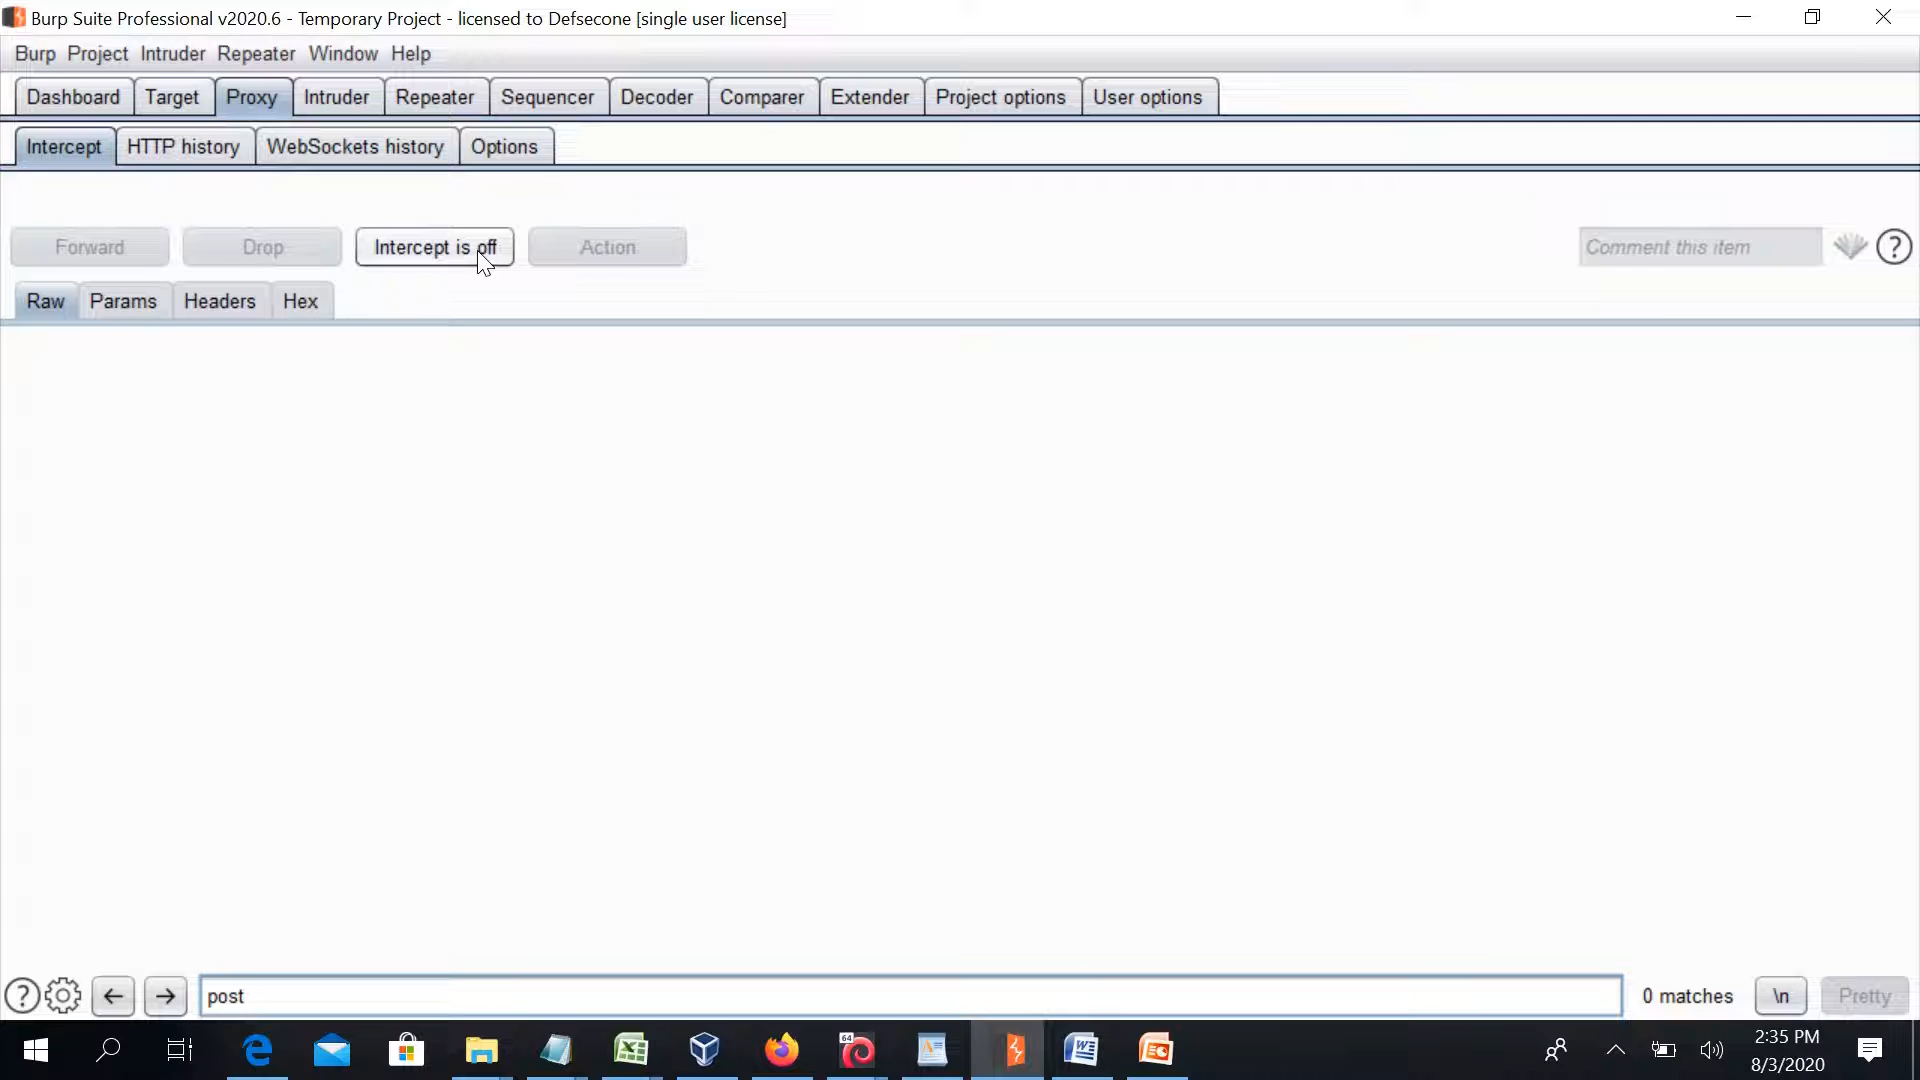 Burp Suite Professional v2020.6 - Temporary Project - licensed to Defsecone [single user license]
Burp Project Intruder Repeater Window Help
Dashboard Target Proxy Intruder Repeater Sequencer Decoder Comparer Extender Project options User options
Intercept HTTP history WebSockets history Options
Forward Drop Intercept is off Action Comment this item ?
Raw Params Headers Hex
? post 0 matches \n Pretty
64
2:35 PM
8/3/2020